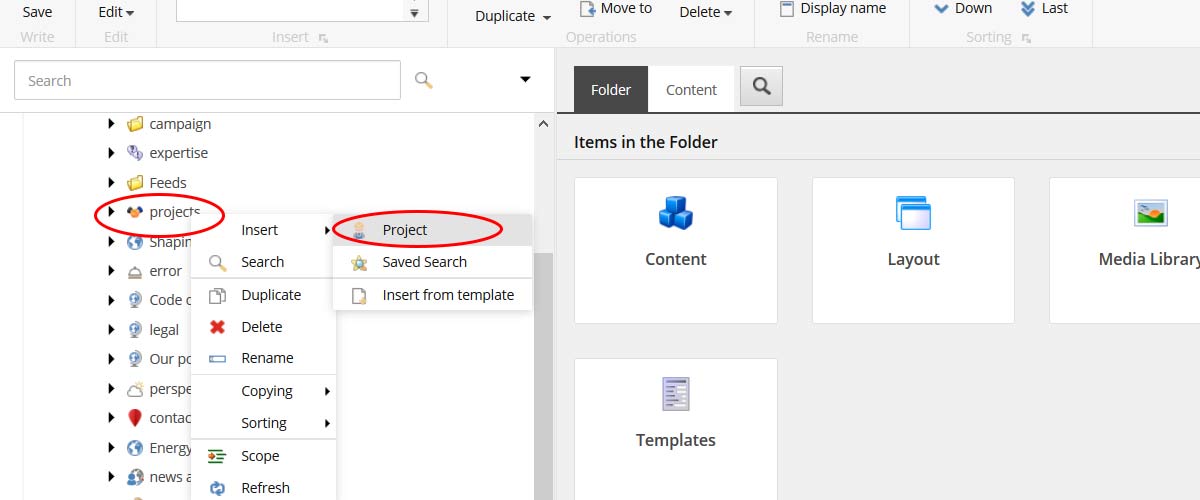 Save
Edit
Duplicate
Move to
Delete
Display name
Down
Last
Write
Edit
Insert
Operations
Rename
Sorting
Search
Folder
Content
campaign
expertise
Feeds
projects
Items in the Folder
Insert
Project
Shapin
Search
Saved Search
error
Content
Layout
Media Library
Code o
Duplicate
Insert from template
legal
Delete
Our po
Rename
perspe
Copying
contac
Sorting
Templates
Energy
Scope
news a
Refresh